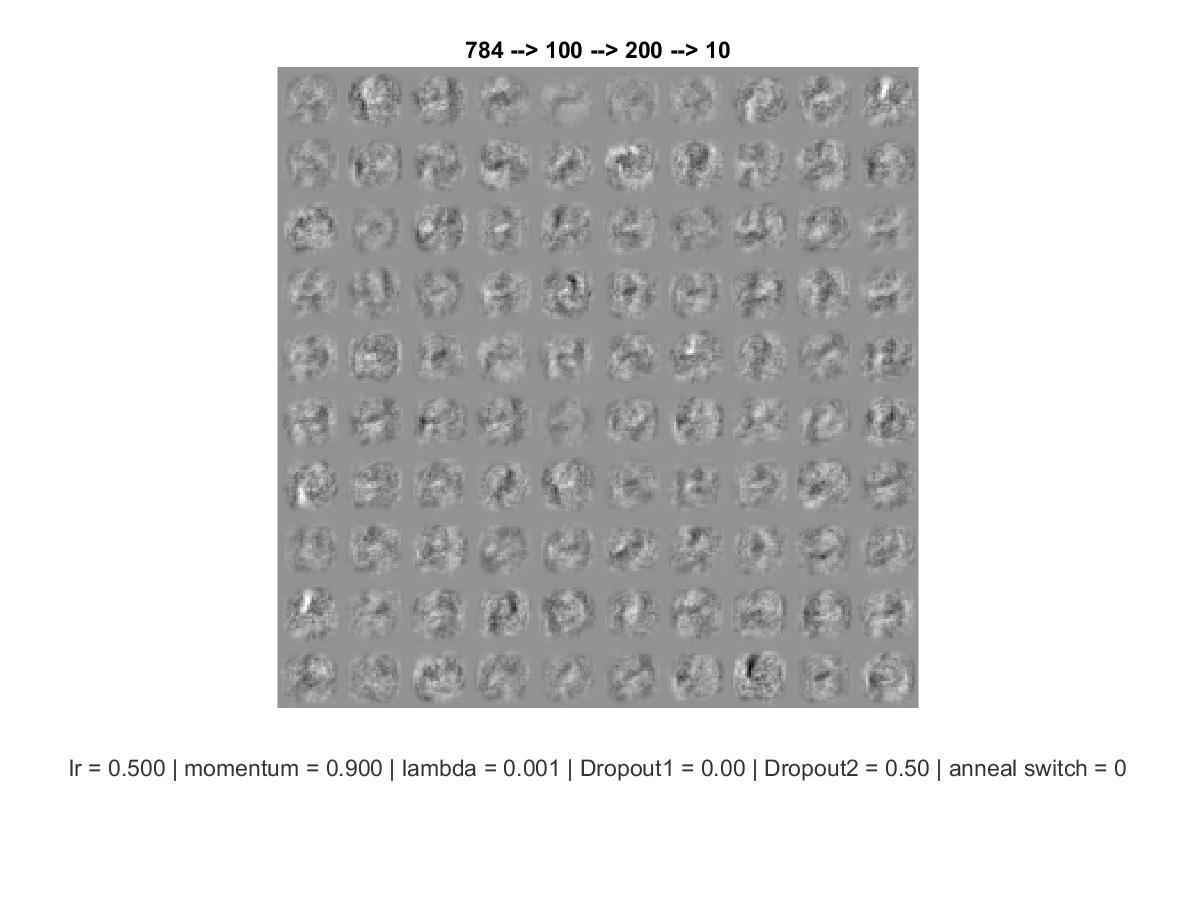 784 --> 100 --> 200 --> 10
lr = 0.500 | momentum = 0.900 | lambda = 0.001 | Dropout1 = 0.00 | Dropout2 = 0.50 | anneal switch = 0